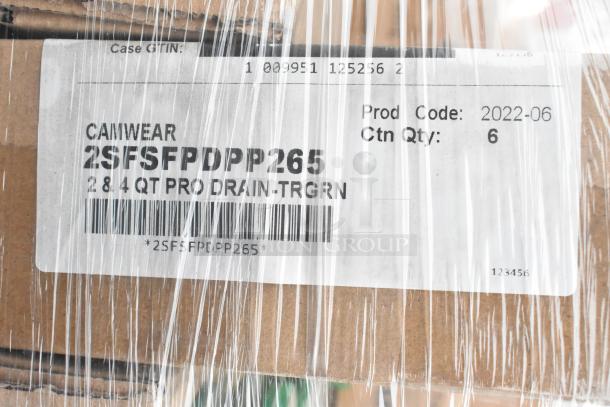 Case GTIN:
1 009951 125256 2
Prod Code: 2022-06
Ctn Qty: 6
CAMWEAR
2SFSFPDPP265
2 & 4 QT PRO DRAIN-TRGRN
*2SFSFPDPP265*
GROUP
123456